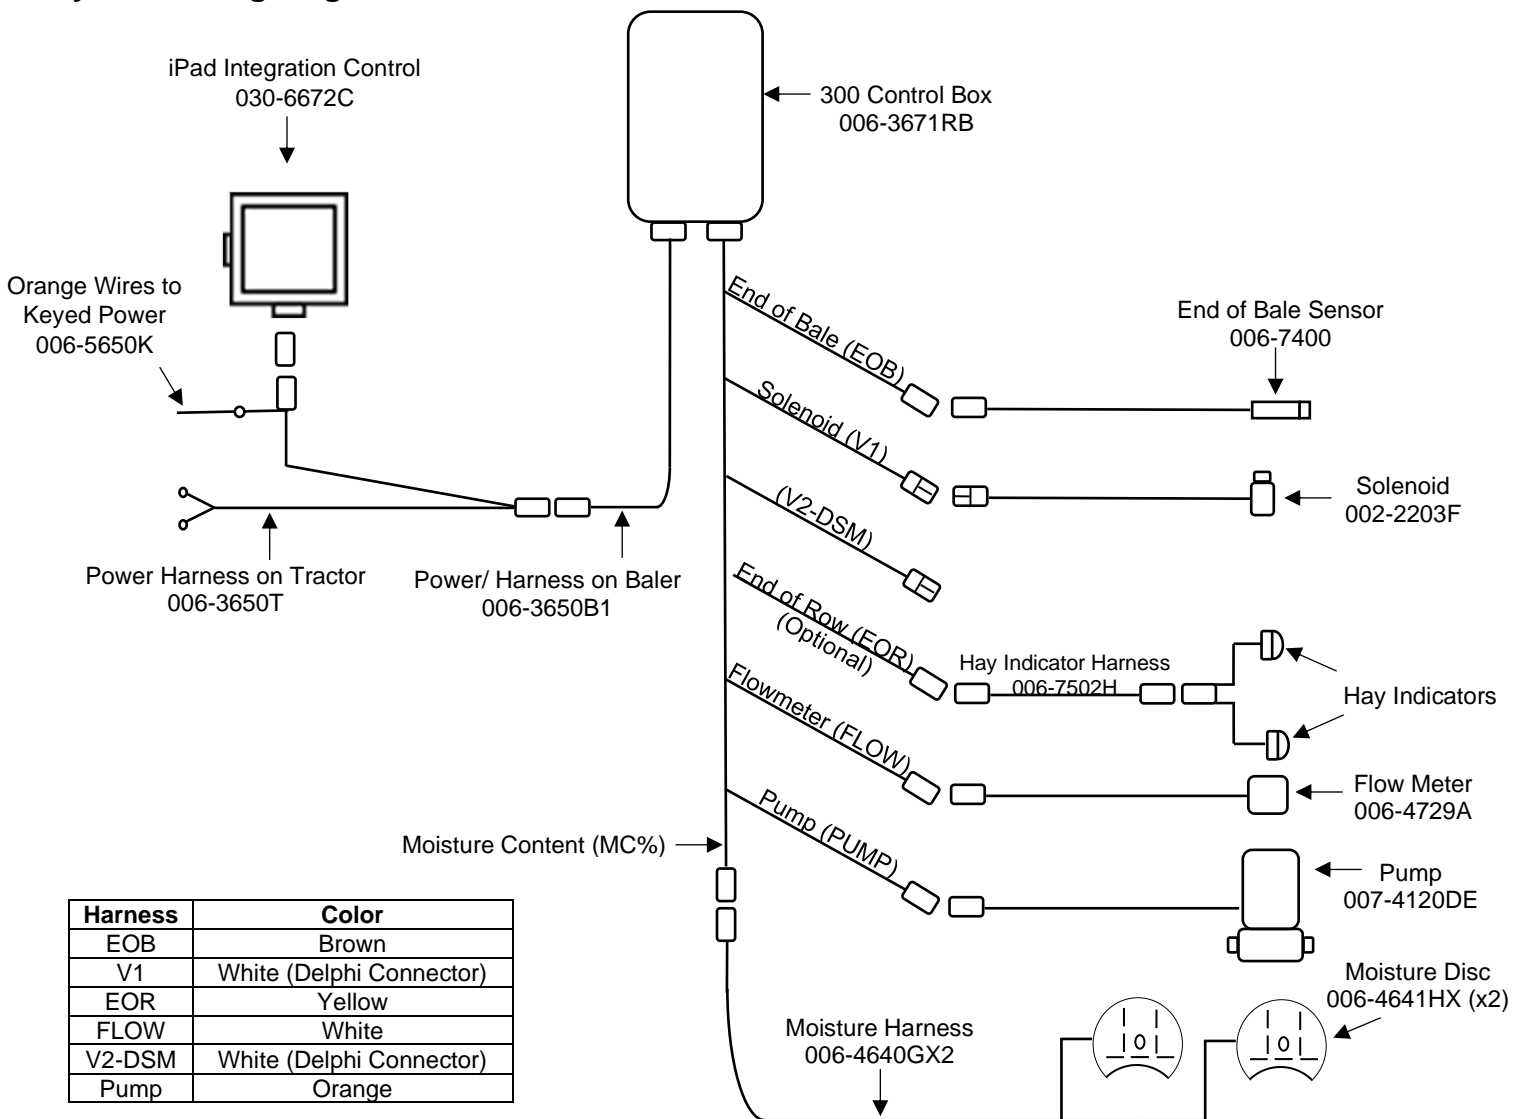 iPad Integration Control
030-6672C
300 Control Box
006-3671RB
Orange Wires to
Keyed Power
006-5650K
End of Bale (EOB)
End of Bale Sensor
006-7400
Solenoid (V1)
Solenoid
002-2203F
(V2-DSM)
Power Harness on Tractor
006-3650T
Power/ Harness on Baler
006-3650B1
End of Row (EOR)
(Optional)
Hay Indicator Harness
006-7502H
Hay Indicators
Flowmeter (FLOW)
Flow Meter
006-4729A
Moisture Content (MC%)
Pump (PUMP)
Pump
007-4120DE
Harness Color
EOB Brown
V1 White (Delphi Connector)
EOR Yellow
FLOW White
V2-DSM White (Delphi Connector)
Pump Orange
Moisture Harness
006-4640GX2
Moisture Disc
006-4641HX (x2)